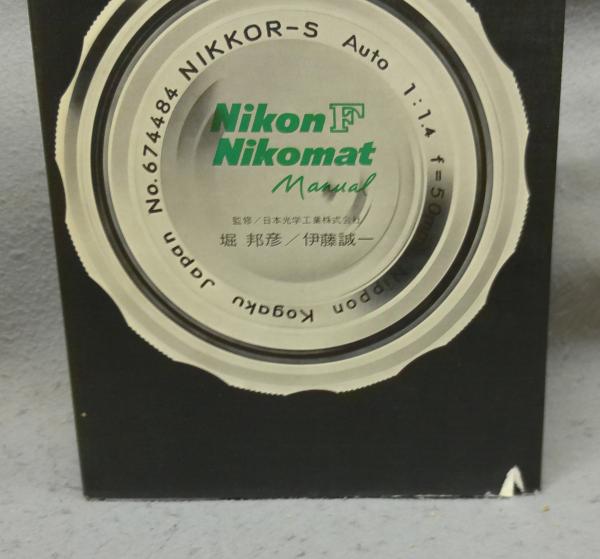 No.674484 NIKKOR-S Auto 1:1.4 f=50mm Nippon Kogaku Japan
Nikon F
Nikomat
Manual
監修/日本光学工業株式会社
堀 邦彦/伊藤誠一